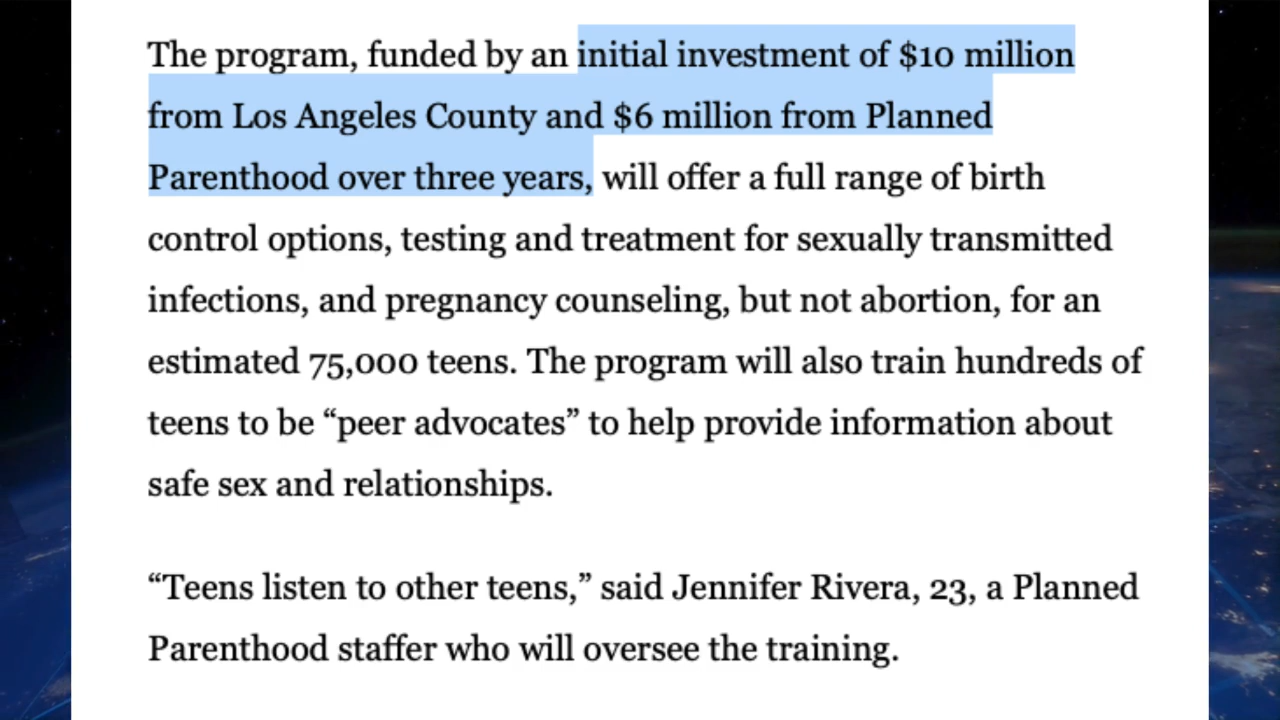 The program, funded by an initial investment of $10 million
from Los Angeles County and $6 million from Planned
Parenthood over three years, will offer a full range of birth
control options, testing and treatment for sexually transmitted
infections, and pregnancy counseling, but not abortion, for an
estimated 75,000 teens. The program will also train hundreds of
teens to be “peer advocates” to help provide information about
safe sex and relationships.
“Teens listen to other teens,” said Jennifer Rivera, 23, a Planned
Parenthood staffer who will oversee the training.